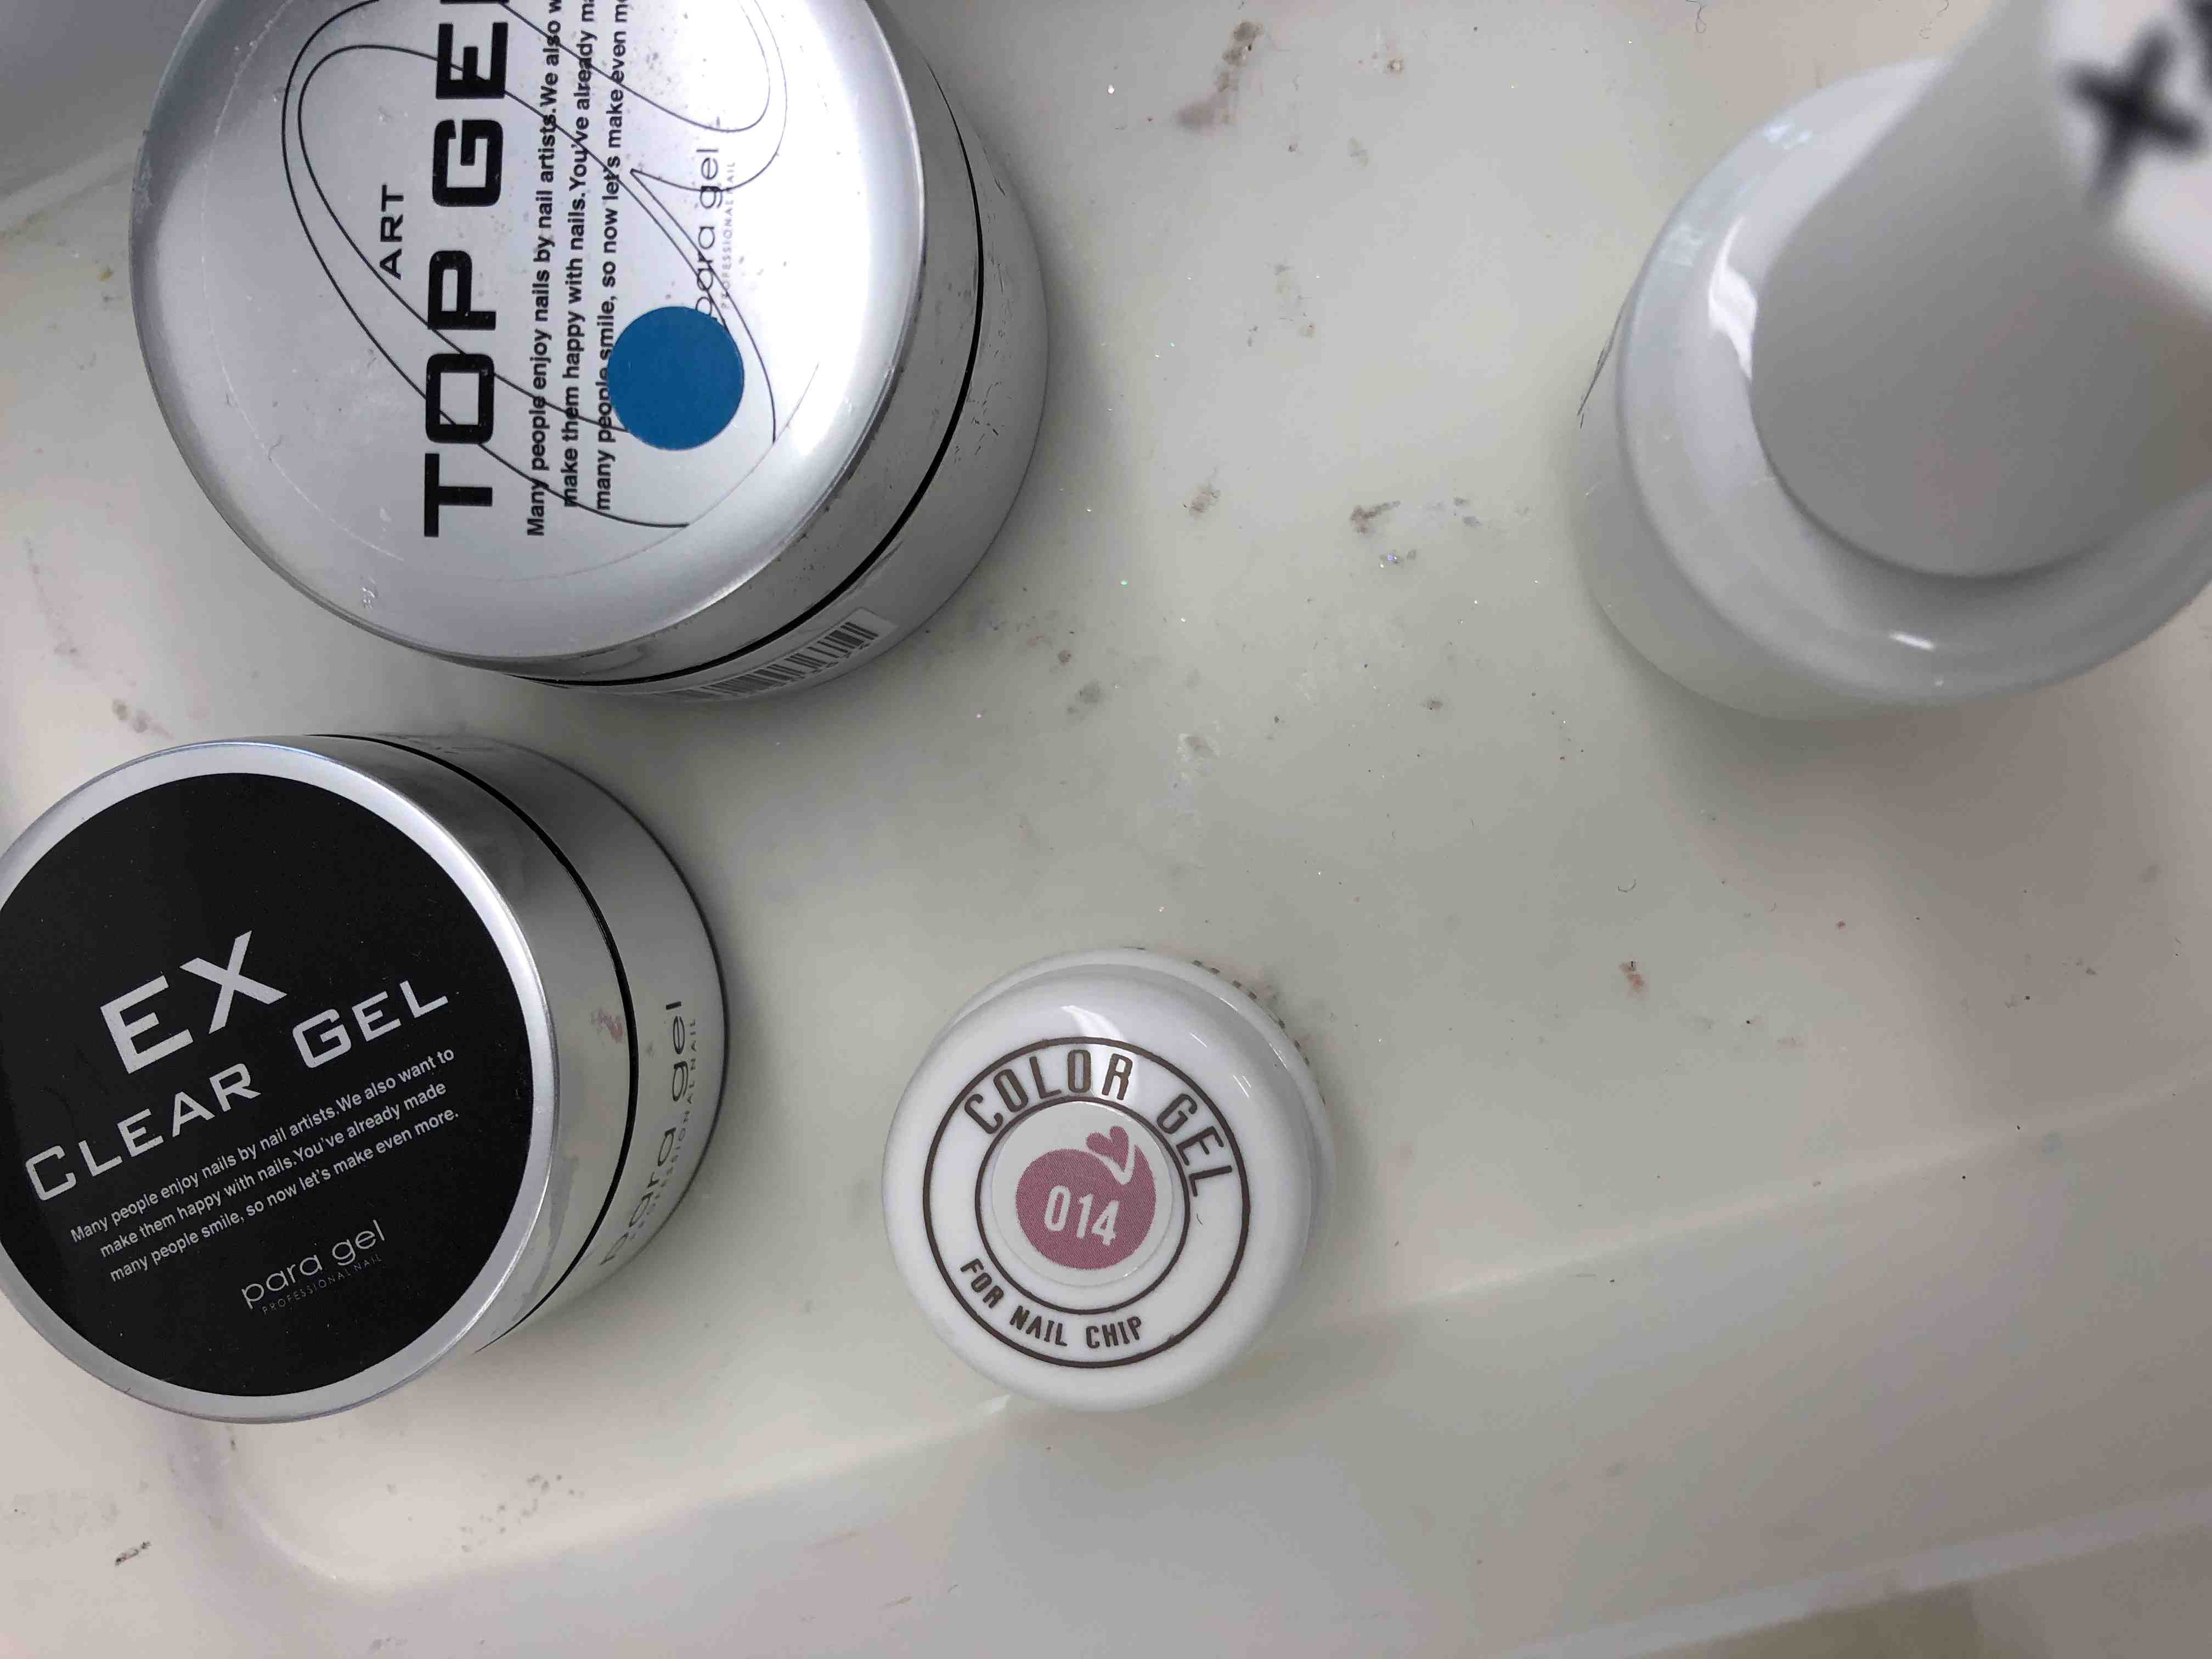 EX
CLEAR GEL
Many people enjoy nails by nail artists.We also want to
make them happy with nails.You've already made
many people smile, so now let's make even more.
para gel
PROFESSIONAL NAIL
para gel
PROFESSIONAL NAIL
ART
TOP GEL
Many people enjoy nails by nail artists.We also w
make them happy with nails.You've already ma
many people smile, so now let's make even m
para gel
PROFESSIONAL NAIL
COLOR GEL
014
FOR NAIL CHIP